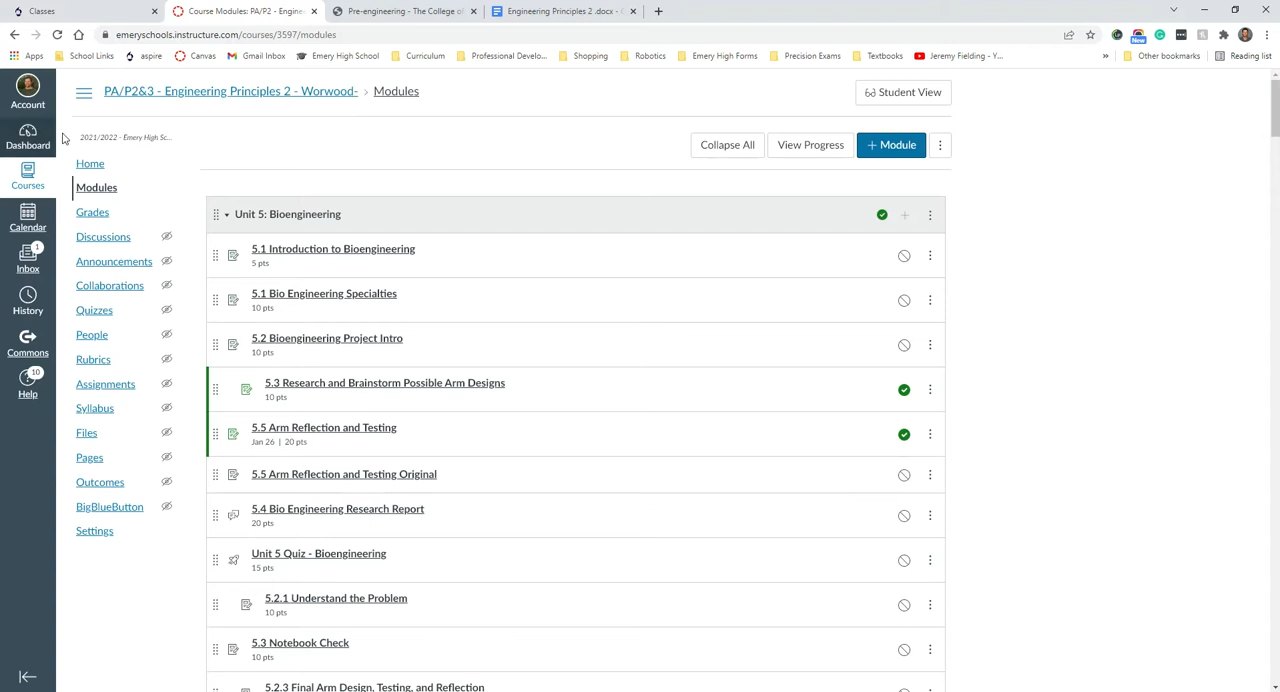 Classes
Course Modules: PA/P2 - Engine
Pre-engineering - The College of
Engineering Principles 2 .docx - E
emeryschools.instructure.com/courses/3597/modules
New
Apps School Links aspire Canvas Gmail Inbox Emery High School Curriculum Professional Develo... Robotics Emery High Forms Precision Exams Shopping Textbooks Jeremy Fielding - Y... » Other bookmarks Reading list
Account
Dashboard
Courses
Calendar
1
Inbox
History
Commons
10
Help
PA/P2&3 - Engineering Principles 2 - Worwood- › Modules
Student View
2021/2022 - Emery High Sc...
Home
Modules
Grades
Discussions
Announcements
Collaborations
Quizzes
People
Rubrics
Assignments
Syllabus
Files
Pages
Outcomes
BigBlueButton
Settings
Collapse All
View Progress
+ Module
Unit 5: Bioengineering
5.1 Introduction to Bioengineering
5 pts
5.1 Bio Engineering Specialties
10 pts
5.2 Bioengineering Project Intro
10 pts
5.3 Research and Brainstorm Possible Arm Designs
10 pts
5.5 Arm Reflection and Testing
Jan 26 | 20 pts
5.5 Arm Reflection and Testing Original
5.4 Bio Engineering Research Report
20 pts
Unit 5 Quiz - Bioengineering
15 pts
5.2.1 Understand the Problem
10 pts
5.3 Notebook Check
10 pts
5.2.3 Final Arm Design, Testing, and Reflection